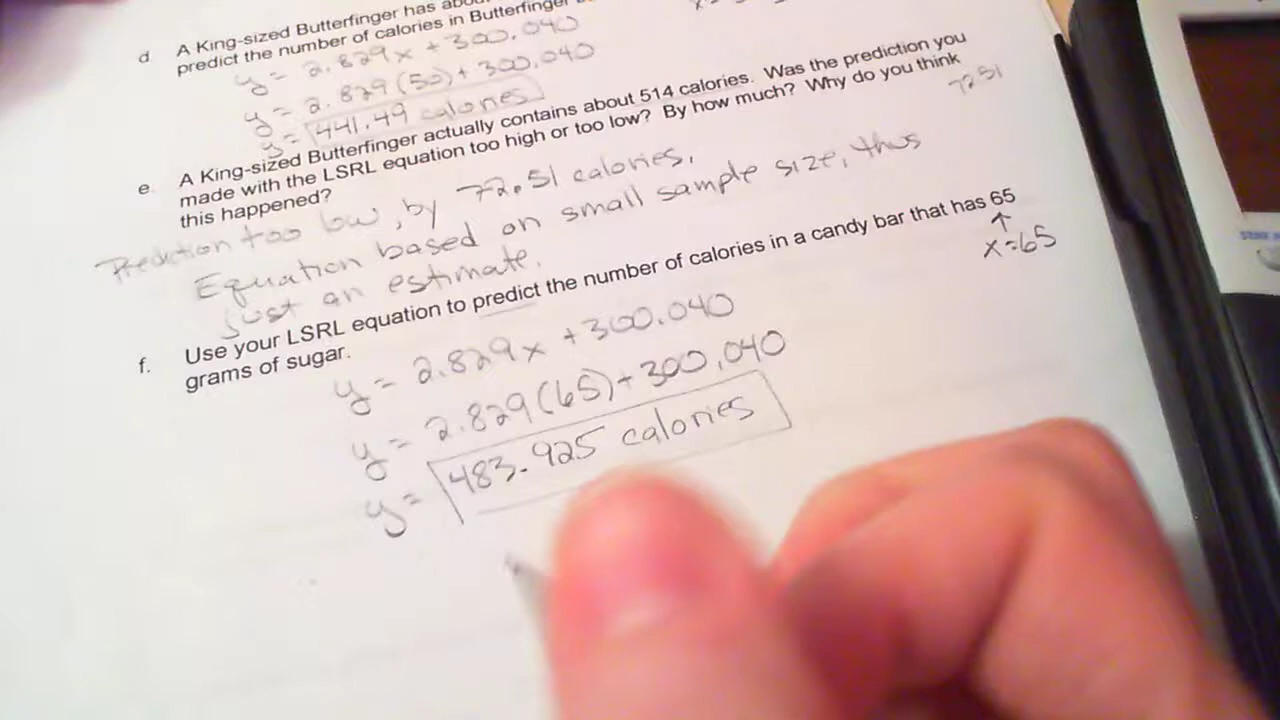 d. A King-sized Butterfinger has
predict the number of calories in Butterfinger
y = 2.829x + 300.040
y = 2.829(50) + 300.040
y = 441.49 calories
e. A King-sized Butterfinger actually contains about 514 calories. Was the prediction you
made with the LSRL equation too high or too low? By how much? Why do you think
this happened?
7251
Prediction too low, by 72.51 calories.
Equation based on small sample size, thus
just an estimate.
f. Use your LSRL equation to predict the number of calories in a candy bar that has 65
grams of sugar.
↑
x=65
y = 2.829x + 300.040
y = 2.829(65) + 300.040
y = 483.925 calories